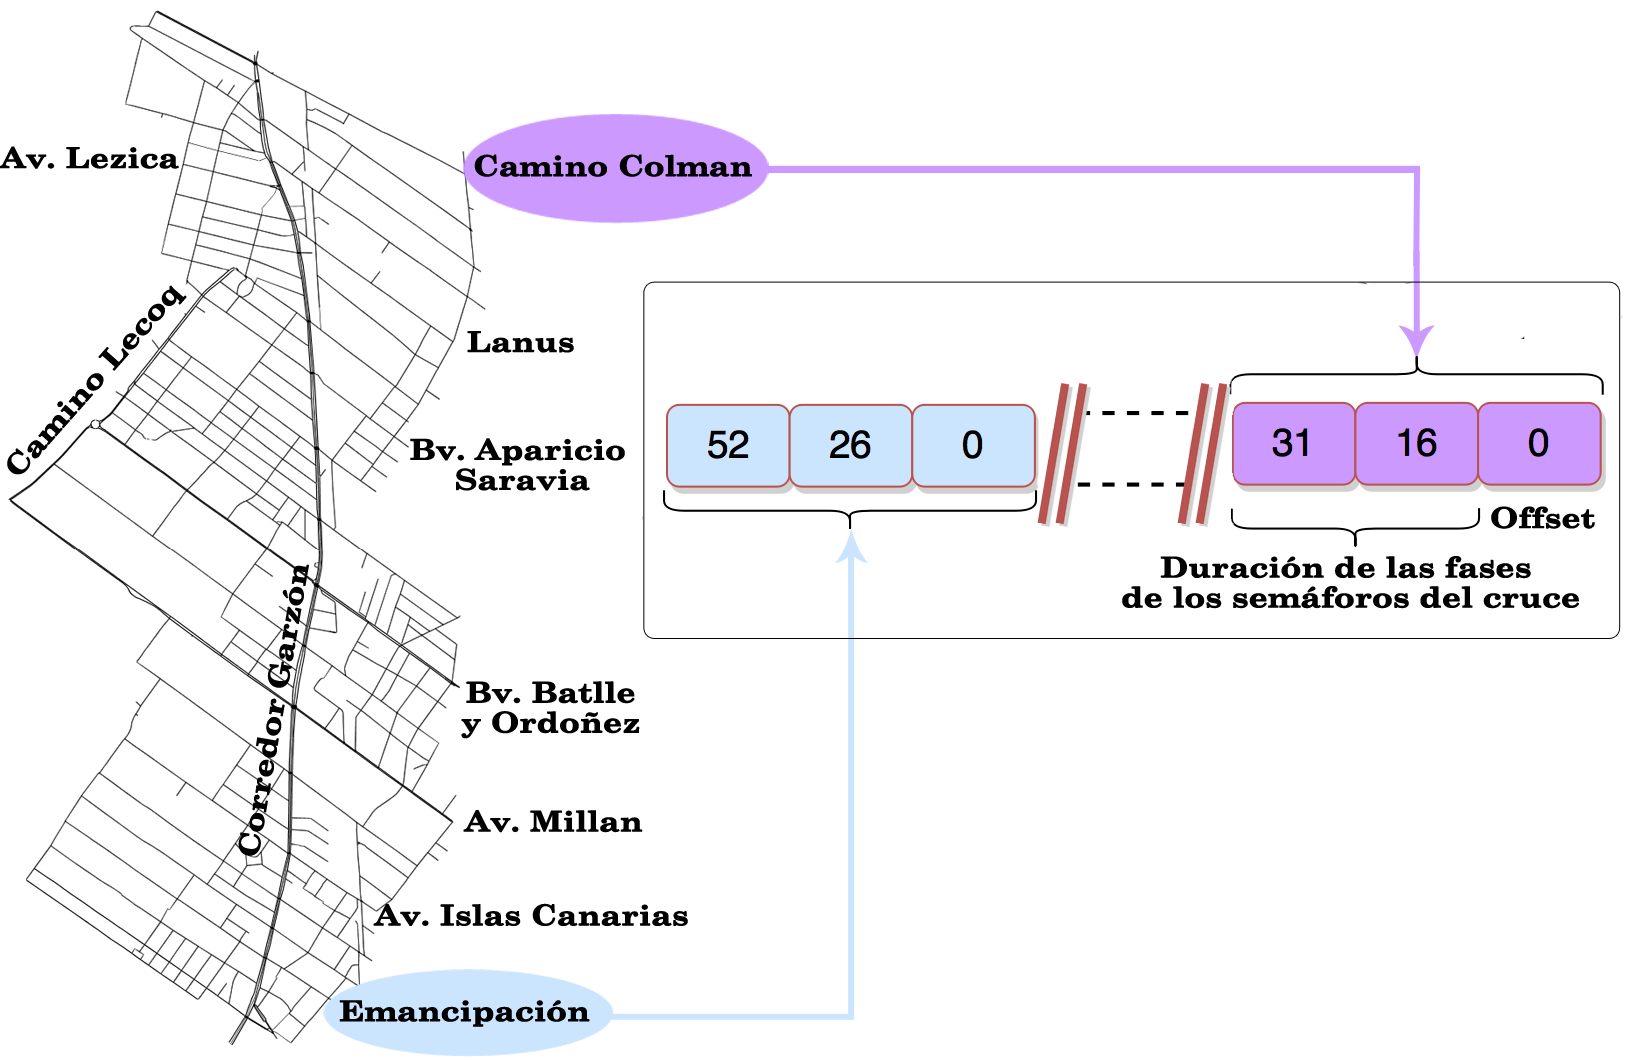 Av. Lezica
Camino Colman
Camino Lecoq
Lanus
Bv. Aparicio
Saravia
52 26 0
31 16 0
Offset
Duración de las fases
de los semáforos del cruce
Corredor Garzón
Bv. Batlle
y Ordoñez
Av. Millan
Av. Islas Canarias
Emancipación